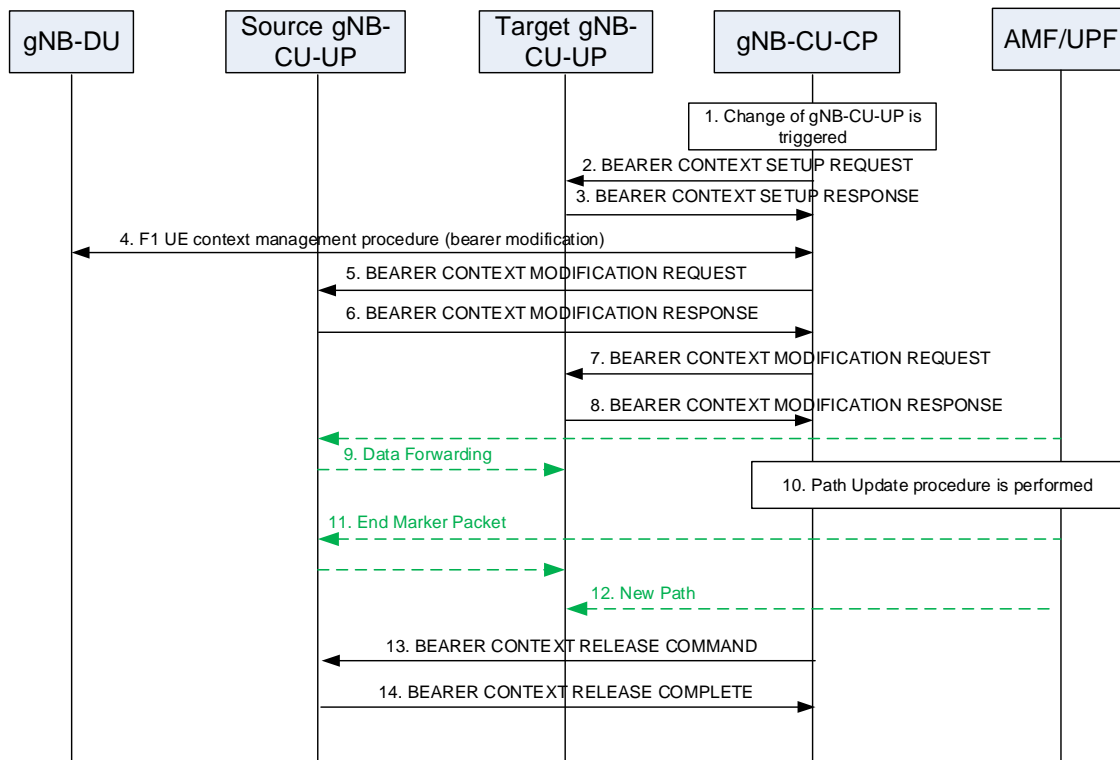 gNB-DU
Source gNB-
CU-UP
Target gNB-
CU-UP
gNB-CU-CP
AMF/UPF
1. Change of gNB-CU-UP is
triggered
2. BEARER CONTEXT SETUP REQUEST
3. BEARER CONTEXT SETUP RESPONSE
4. F1 UE context management procedure (bearer modification)
5. BEARER CONTEXT MODIFICATION REQUEST
6. BEARER CONTEXT MODIFICATION RESPONSE
7. BEARER CONTEXT MODIFICATION REQUEST
8. BEARER CONTEXT MODIFICATION RESPONSE
9. Data Forwarding
10. Path Update procedure is performed
11. End Marker Packet
12. New Path
13. BEARER CONTEXT RELEASE COMMAND
14. BEARER CONTEXT RELEASE COMPLETE